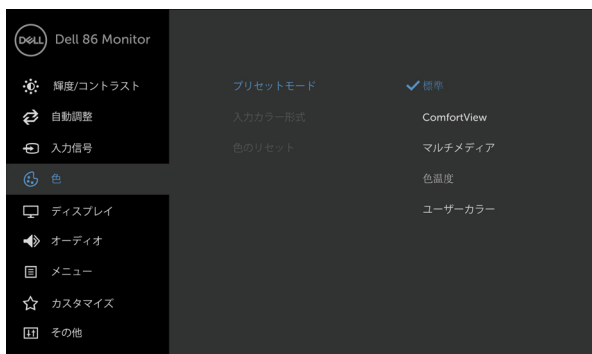 DELL Dell 86 Monitor
輝度/コントラスト
自動調整
入力信号
色
ディスプレイ
オーディオ
メニュー
カスタマイズ
その他
プリセットモード
入力カラー形式
色のリセット
標準
ComfortView
マルチメディア
色温度
ユーザーカラー